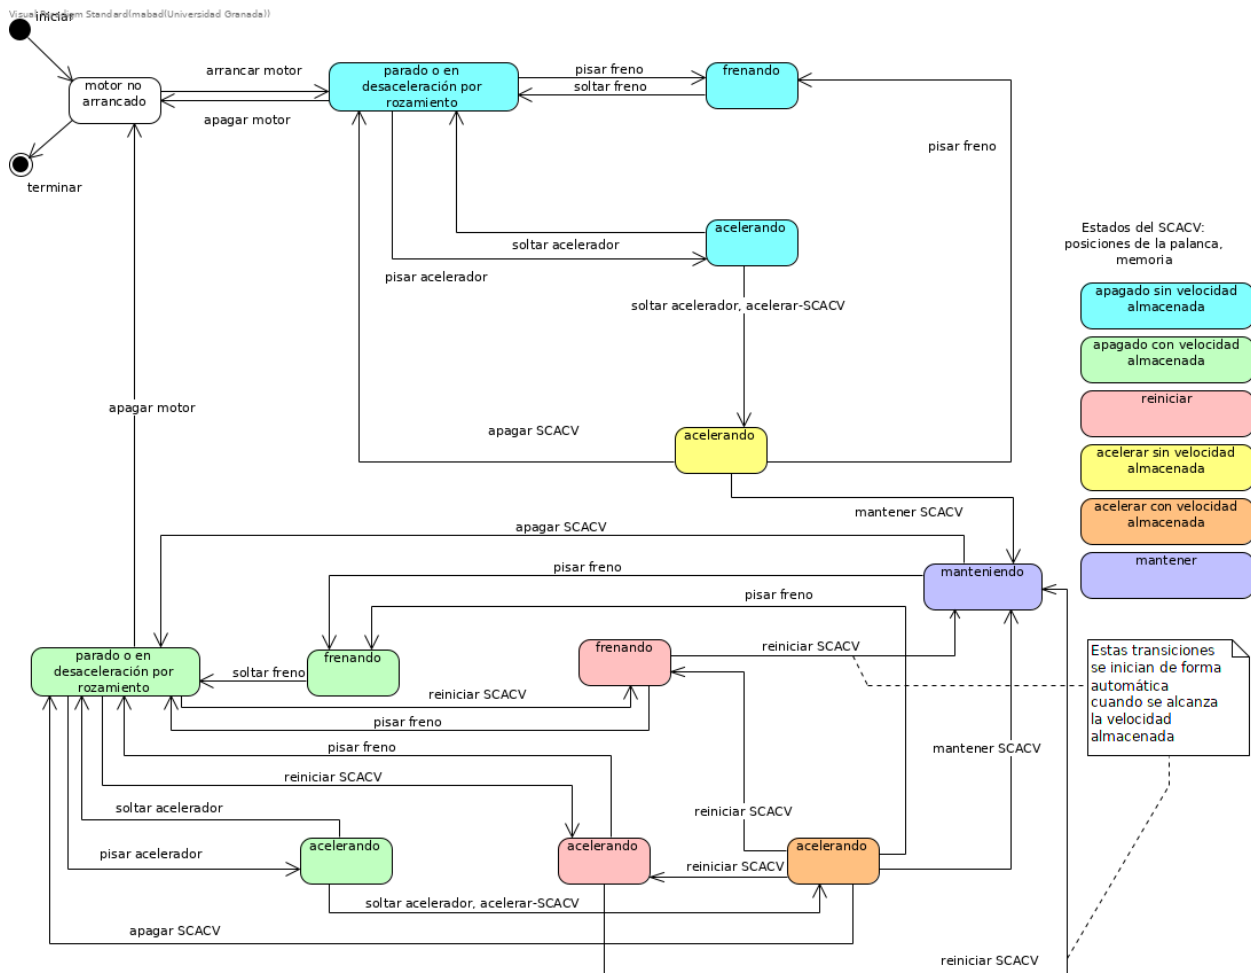 Visual Paradigm Standard(mabad(Universidad Granada))
iniciar
motor no
arrancado
arrancar motor
apagar motor
parado o en
desaceleración por
rozamiento
pisar freno
soltar freno
frenando
pisar freno
terminar
acelerando
soltar acelerador
pisar acelerador
soltar acelerador, acelerar-SCACV
Estados del SCACV:
posiciones de la palanca,
memoria
apagado sin velocidad
almacenada
apagado con velocidad
almacenada
reiniciar
acelerar sin velocidad
almacenada
acelerar con velocidad
almacenada
mantener
apagar motor
apagar SCACV
acelerando
mantener SCACV
apagar SCACV
pisar freno
manteniendo
pisar freno
parado o en
desaceleración por
rozamiento
soltar freno
frenando
frenando
reiniciar SCACV
reiniciar SCACV
pisar freno
Estas transiciones
se inician de forma
automática
cuando se alcanza
la velocidad
almacenada
pisar freno
mantener SCACV
reiniciar SCACV
soltar acelerador
reiniciar SCACV
pisar acelerador
acelerando
acelerando
reiniciar SCACV
acelerando
soltar acelerador, acelerar-SCACV
apagar SCACV
reiniciar SCACV